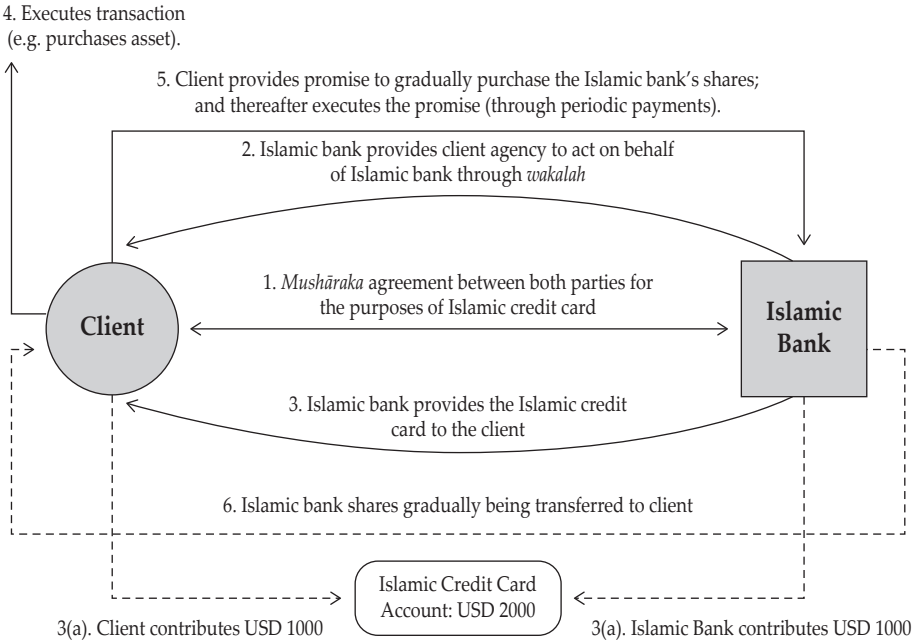 4. Executes transaction
(e.g. purchases asset).
5. Client provides promise to gradually purchase the Islamic bank's shares;
and thereafter executes the promise (through periodic payments).
2. Islamic bank provides client agency to act on behalf
of Islamic bank through wakalah
1. Mushāraka agreement between both parties for
the purposes of Islamic credit card
Client
Islamic
Bank
3. Islamic bank provides the Islamic credit
card to the client
6. Islamic bank shares gradually being transferred to client
Islamic Credit Card
Account: USD 2000
3(a). Client contributes USD 1000
3(a). Islamic Bank contributes USD 1000